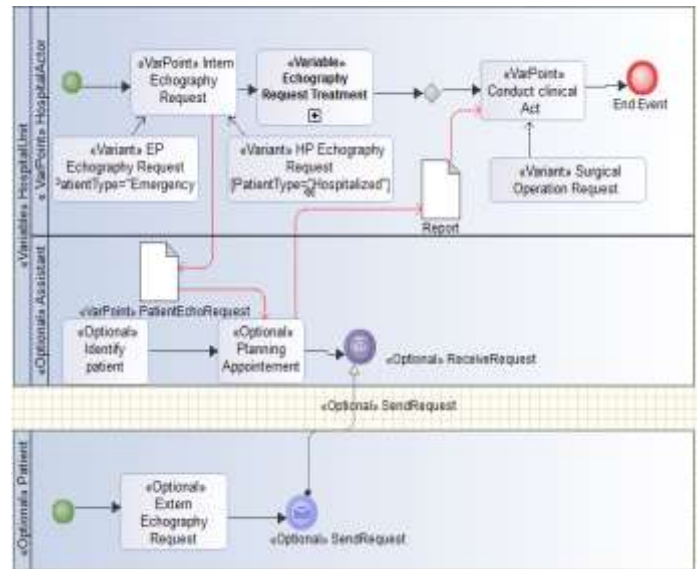 «Variable» HospitalUnit
«VarPoint» HospitalActor
«VarPoint» Intern
Echography
Request
«Variable»
Echography
Request Treatment
«VarPoint»
Conduct clinical
Act
End Event
«Variant» EP
Echography Request
PatientType="Emergency
«Variant» HP Echography
Request
[PatientType="Hospitalized"]
«Variant» Surgical
Operation Request
Report
«Optional» Assistant
«VarPoint» PatientEchoRequest
«Optional»
Identify
patient
«Optional»
Planning
Appointement
«Optional» ReceiveRequest
«Optional» SendRequest
«Optional» Patient
«Optional»
Extern
Echography
Request
«Optional» SendRequest